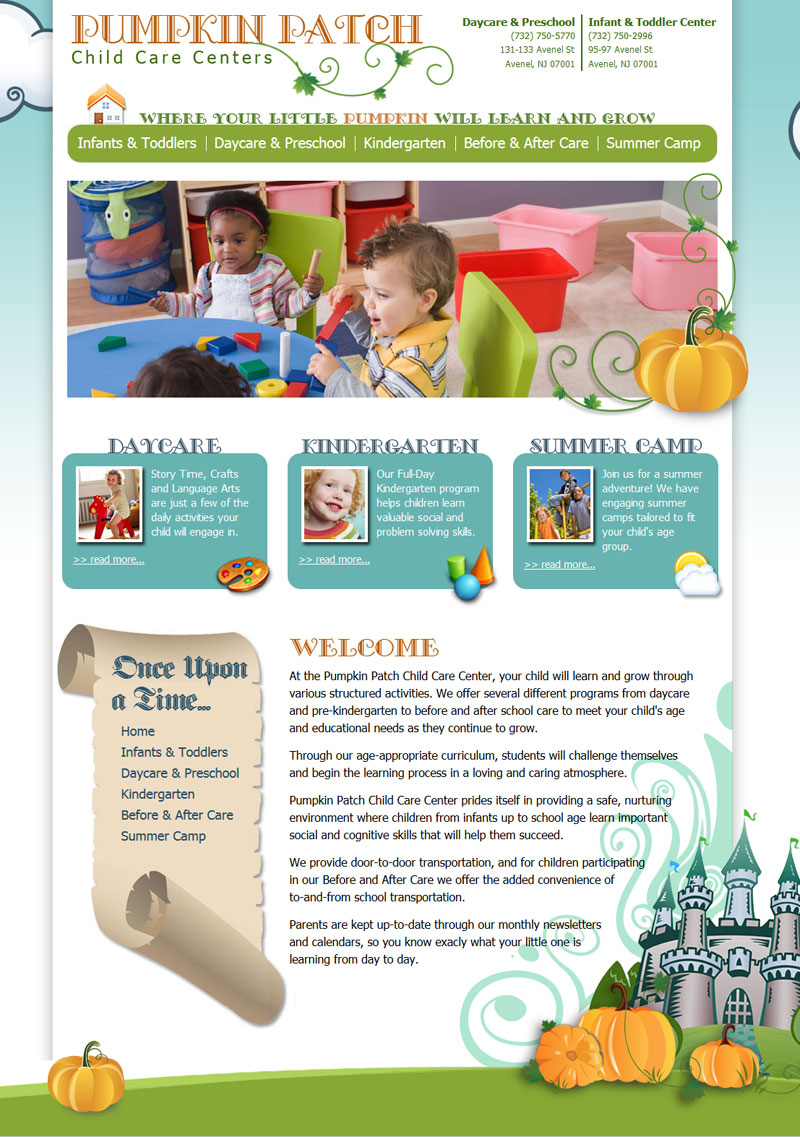 PUMPKIN PATCH
Child Care Centers
Daycare & Preschool
(732) 750-5770
131-133 Avenel St
Avenel, NJ 07001
Infant & Toddler Center
(732) 750-2996
95-97 Avenel St
Avenel, NJ 07001
WHERE YOUR LITTLE PUMPKIN WILL LEARN AND GROW
Infants & Toddlers | Daycare & Preschool | Kindergarten | Before & After Care | Summer Camp
DAYCARE
Story Time, Crafts
and Language Arts
are just a few of the
daily activities your
child will engage in.
>> read more...
KINDERGARTEN
Our Full-Day
Kindergarten program
helps children learn
valuable social and
problem solving skills.
>> read more...
SUMMER CAMP
Join us for a summer
adventure! We have
engaging summer
camps tailored to fit
your child's age
group.
>> read more...
Once Upon
a Time...
Home
Infants & Toddlers
Daycare & Preschool
Kindergarten
Before & After Care
Summer Camp
WELCOME
At the Pumpkin Patch Child Care Center, your child will learn and grow through
various structured activities. We offer several different programs from daycare
and pre-kindergarten to before and after school care to meet your child's age
and educational needs as they continue to grow.
Through our age-appropriate curriculum, students will challenge themselves
and begin the learning process in a loving and caring atmosphere.
Pumpkin Patch Child Care Center prides itself in providing a safe, nurturing
environment where children from infants up to school age learn important
social and cognitive skills that will help them succeed.
We provide door-to-door transportation, and for children participating
in our Before and After Care we offer the added convenience of
to-and-from school transportation.
Parents are kept up-to-date through our monthly newsletters
and calendars, so you know exacly what your little one is
learning from day to day.